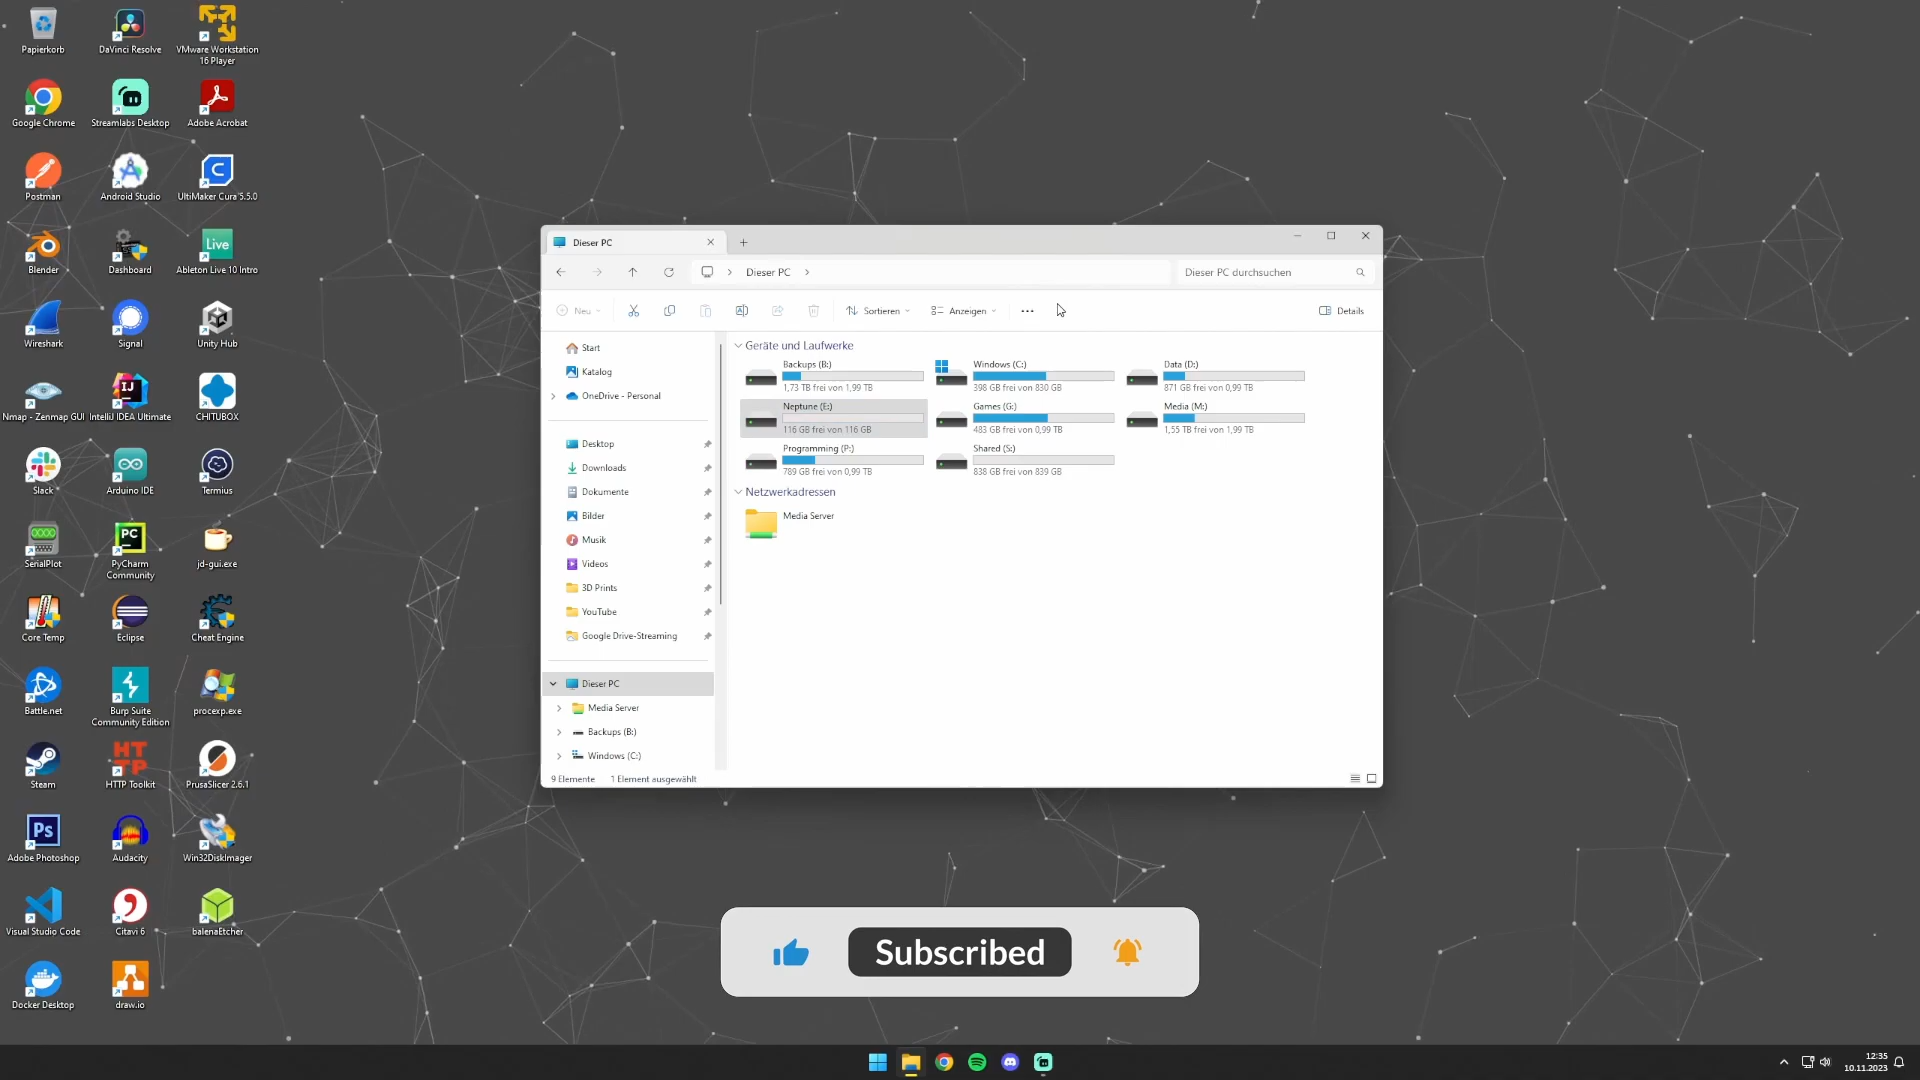 Papierkorb
DaVinci Resolve
VMware Workstation
16 Player
Google Chrome
Streamlabs Desktop
Adobe Acrobat
Postman
Android Studio
UltiMaker Cura 5.5.0
Blender
Dashboard
Live
Ableton Live 10 Intro
Wireshark
Signal
Unity Hub
Nmap - Zenmap GUI
IJ
IntelliJ IDEA Ultimate
CHITUBOX
Slack
Arduino IDE
Termius
SerialPlot
PC
PyCharm
Community
jd-gui.exe
Core Temp
Eclipse
Cheat Engine
Battle.net
Burp Suite
Community Edition
procexp.exe
Steam
HT
TP
HTTP Toolkit
PrusaSlicer 2.6.1
Ps
Adobe Photoshop
Audacity
Win32DiskImager
Visual Studio Code
Citavi 6
balenaEtcher
Docker Desktop
draw.io
Dieser PC
Dieser PC
Dieser PC durchsuchen
Neu
Sortieren
Anzeigen
Details
Start
Katalog
OneDrive - Personal
Desktop
Downloads
Dokumente
Bilder
Musik
Videos
3D Prints
YouTube
Google Drive-Streaming
Dieser PC
Media Server
Backups (B:)
Windows (C:)
Geräte und Laufwerke
Backups (B:)
1,73 TB frei von 1,99 TB
Windows (C:)
398 GB frei von 830 GB
Data (D:)
871 GB frei von 0,99 TB
Neptune (E:)
116 GB frei von 116 GB
Games (G:)
483 GB frei von 0,99 TB
Media (M:)
1,55 TB frei von 1,99 TB
Programming (P:)
789 GB frei von 0,99 TB
Shared (S:)
838 GB frei von 839 GB
Netzwerkadressen
Media Server
9 Elemente
1 Element ausgewählt
Subscribed
12:35
10.11.2023